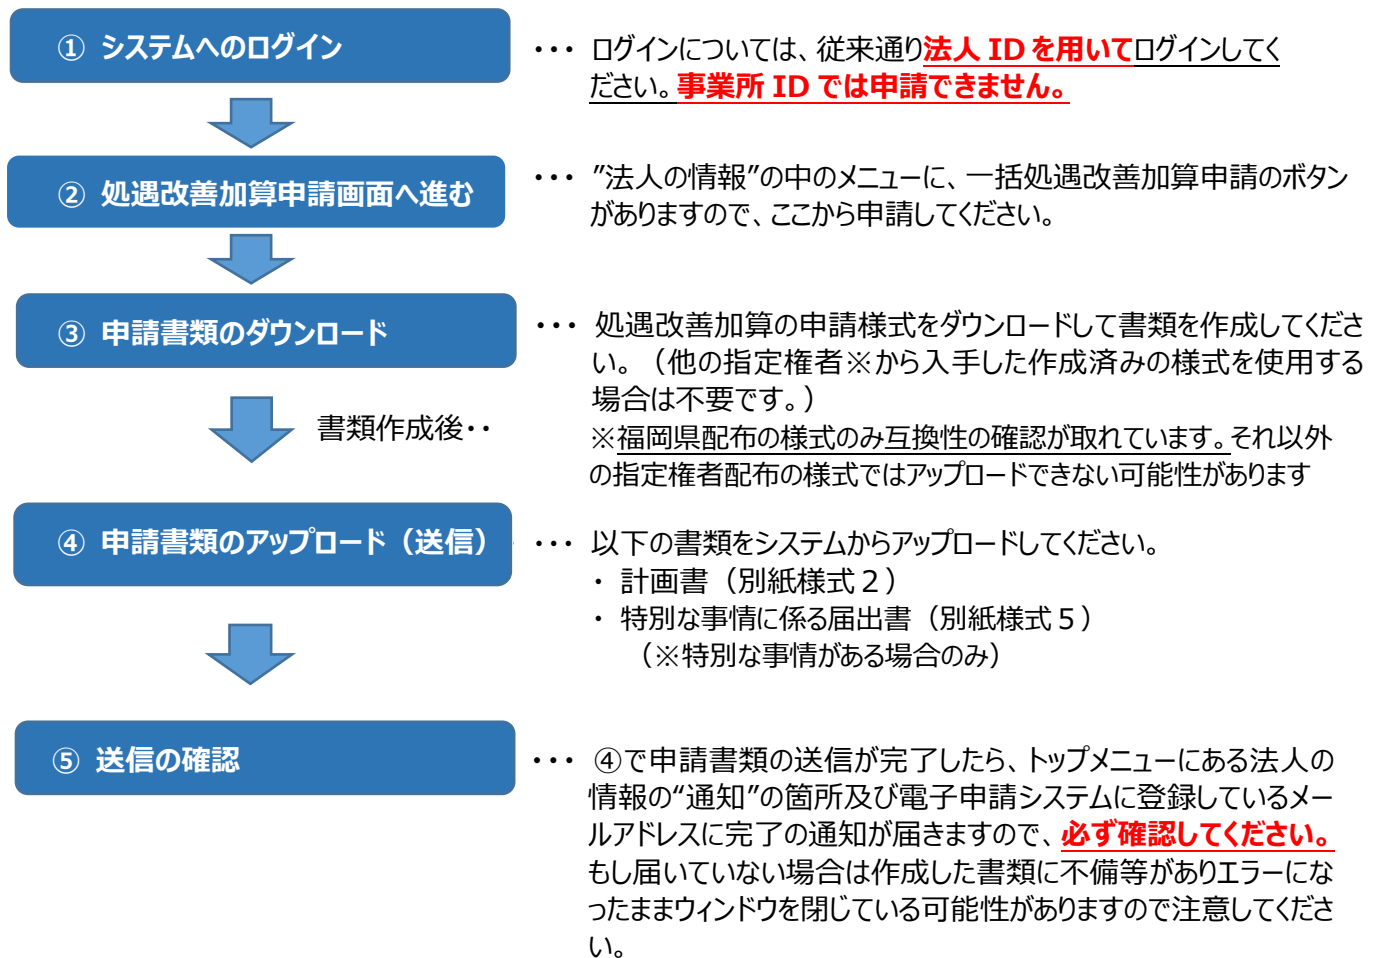 ① システムへのログイン
・・・ ログインについては、従来通り法人 ID を用いてログインしてく
ださい。事業所 ID では申請できません。
② 処遇改善加算申請画面へ進む
・・・ ”法人の情報”の中のメニューに、一括処遇改善加算申請のボタン
がありますので、ここから申請してください。
③ 申請書類のダウンロード
・・・ 処遇改善加算の申請様式をダウンロードして書類を作成してくださ
い。（他の指定権者※から入手した作成済みの様式を使用する
場合は不要です。）
※福岡県配布の様式のみ互換性の確認が取れています。それ以外
の指定権者配布の様式ではアップロードできない可能性があります
書類作成後・・
④ 申請書類のアップロード（送信）
・・・ 以下の書類をシステムからアップロードしてください。
・ 計画書（別紙様式２）
・ 特別な事情に係る届出書（別紙様式５）
（※特別な事情がある場合のみ）
⑤ 送信の確認
・・・ ④で申請書類の送信が完了したら、トップメニューにある法人の
情報の“通知”の箇所及び電子申請システムに登録しているメー
ルアドレスに完了の通知が届きますので、必ず確認してください。
もし届いていない場合は作成した書類に不備等がありエラーにな
ったままウィンドウを閉じている可能性がありますので注意してくださ
い。